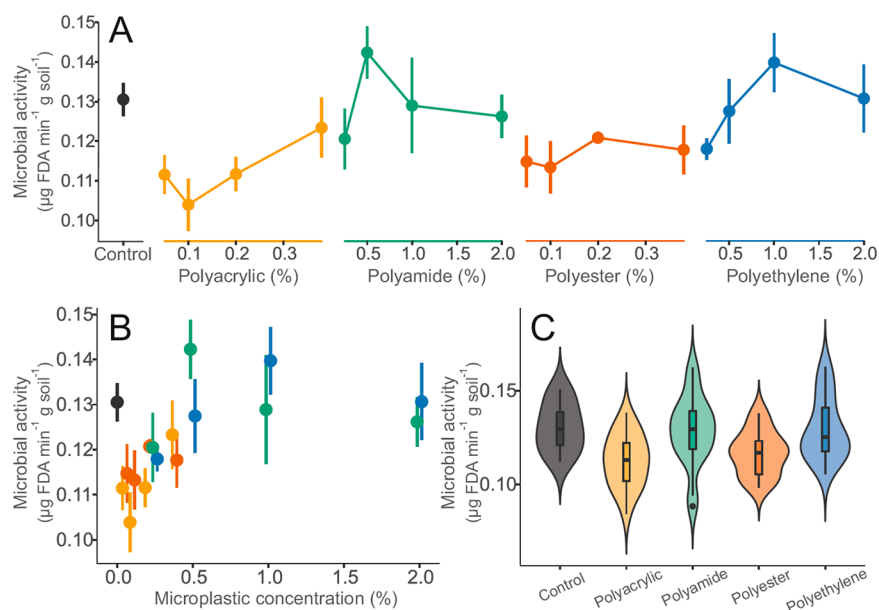 A
Microbial activity
(µg FDA min⁻¹ g soil⁻¹)
0.15
0.14
0.13
0.12
0.11
0.10
Control
0.1 0.2 0.3
Polyacrylic (%)
0.5 1.0 1.5 2.0
Polyamide (%)
0.1 0.2 0.3
Polyester (%)
0.5 1.0 1.5 2.0
Polyethylene (%)
B
Microbial activity
(µg FDA min⁻¹ g soil⁻¹)
0.15
0.14
0.13
0.12
0.11
0.10
0.0 0.5 1.0 1.5 2.0
Microplastic concentration (%)
C
Microbial activity
(µg FDA min⁻¹ g soil⁻¹)
0.15
0.10
Control Polyacrylic Polyamide Polyester Polyethylene